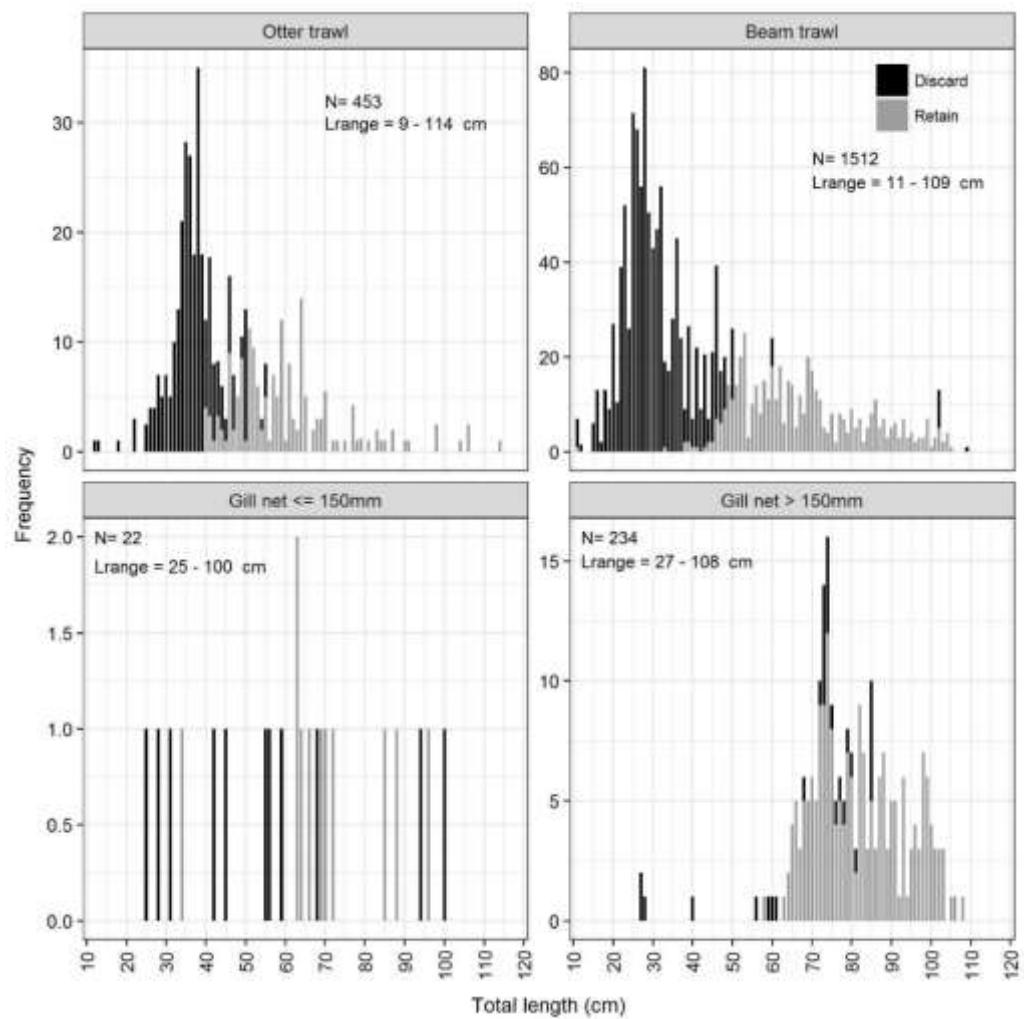 Otter trawl
Beam trawl
Frequency
30
20
10
0
N= 453
Lrange = 9 - 114 cm
80
60
40
20
0
Discard
Retain
N= 1512
Lrange = 11 - 109 cm
Gill net <= 150mm
Gill net > 150mm
2.0
1.5
1.0
0.5
0.0
N= 22
Lrange = 25 - 100 cm
15
10
5
0
N= 234
Lrange = 27 - 108 cm
10 20 30 40 50 60 70 80 90 100 110 120
10 20 30 40 50 60 70 80 90 100 110 120
Total length (cm)